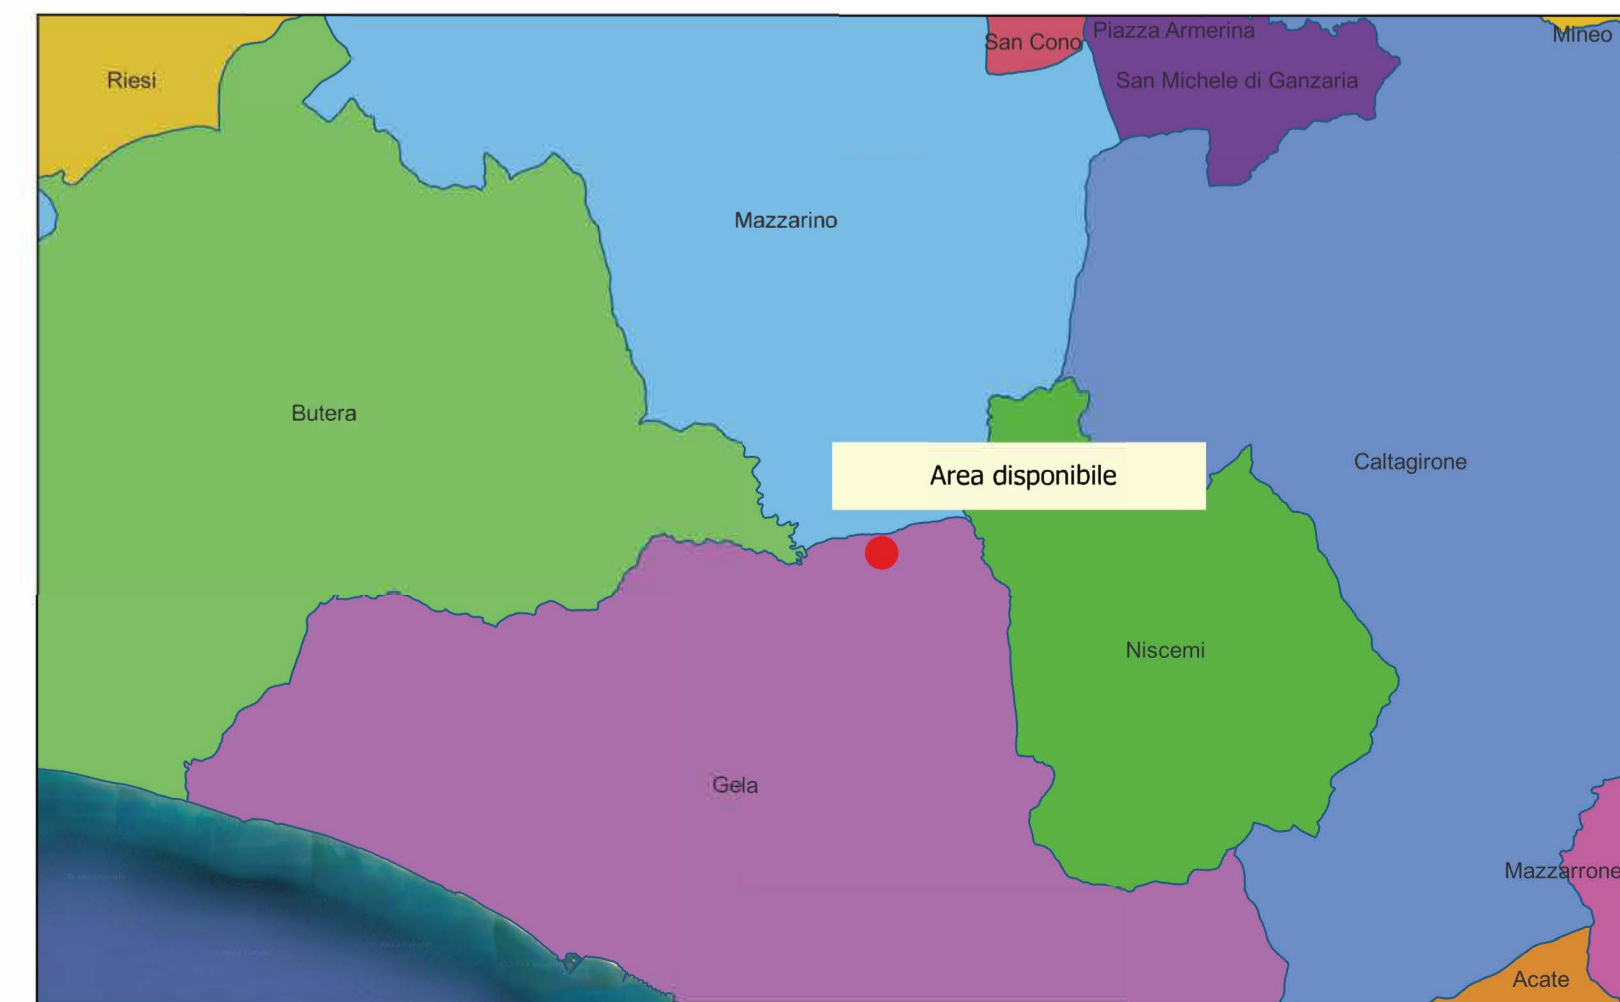 San Cono
Piazza Armerina
Mineo
Riesi
San Michele di Ganzaria
Mazzarino
Butera
Caltagirone
Area disponibile
Niscemi
Gela
Mazzarrone
Acate